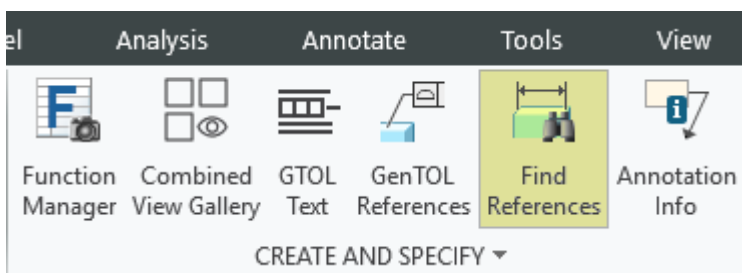 el Analysis Annotate Tools View
Function Combined GTOL GenTOL Find Annotation
Manager View Gallery Text References References Info
CREATE AND SPECIFY